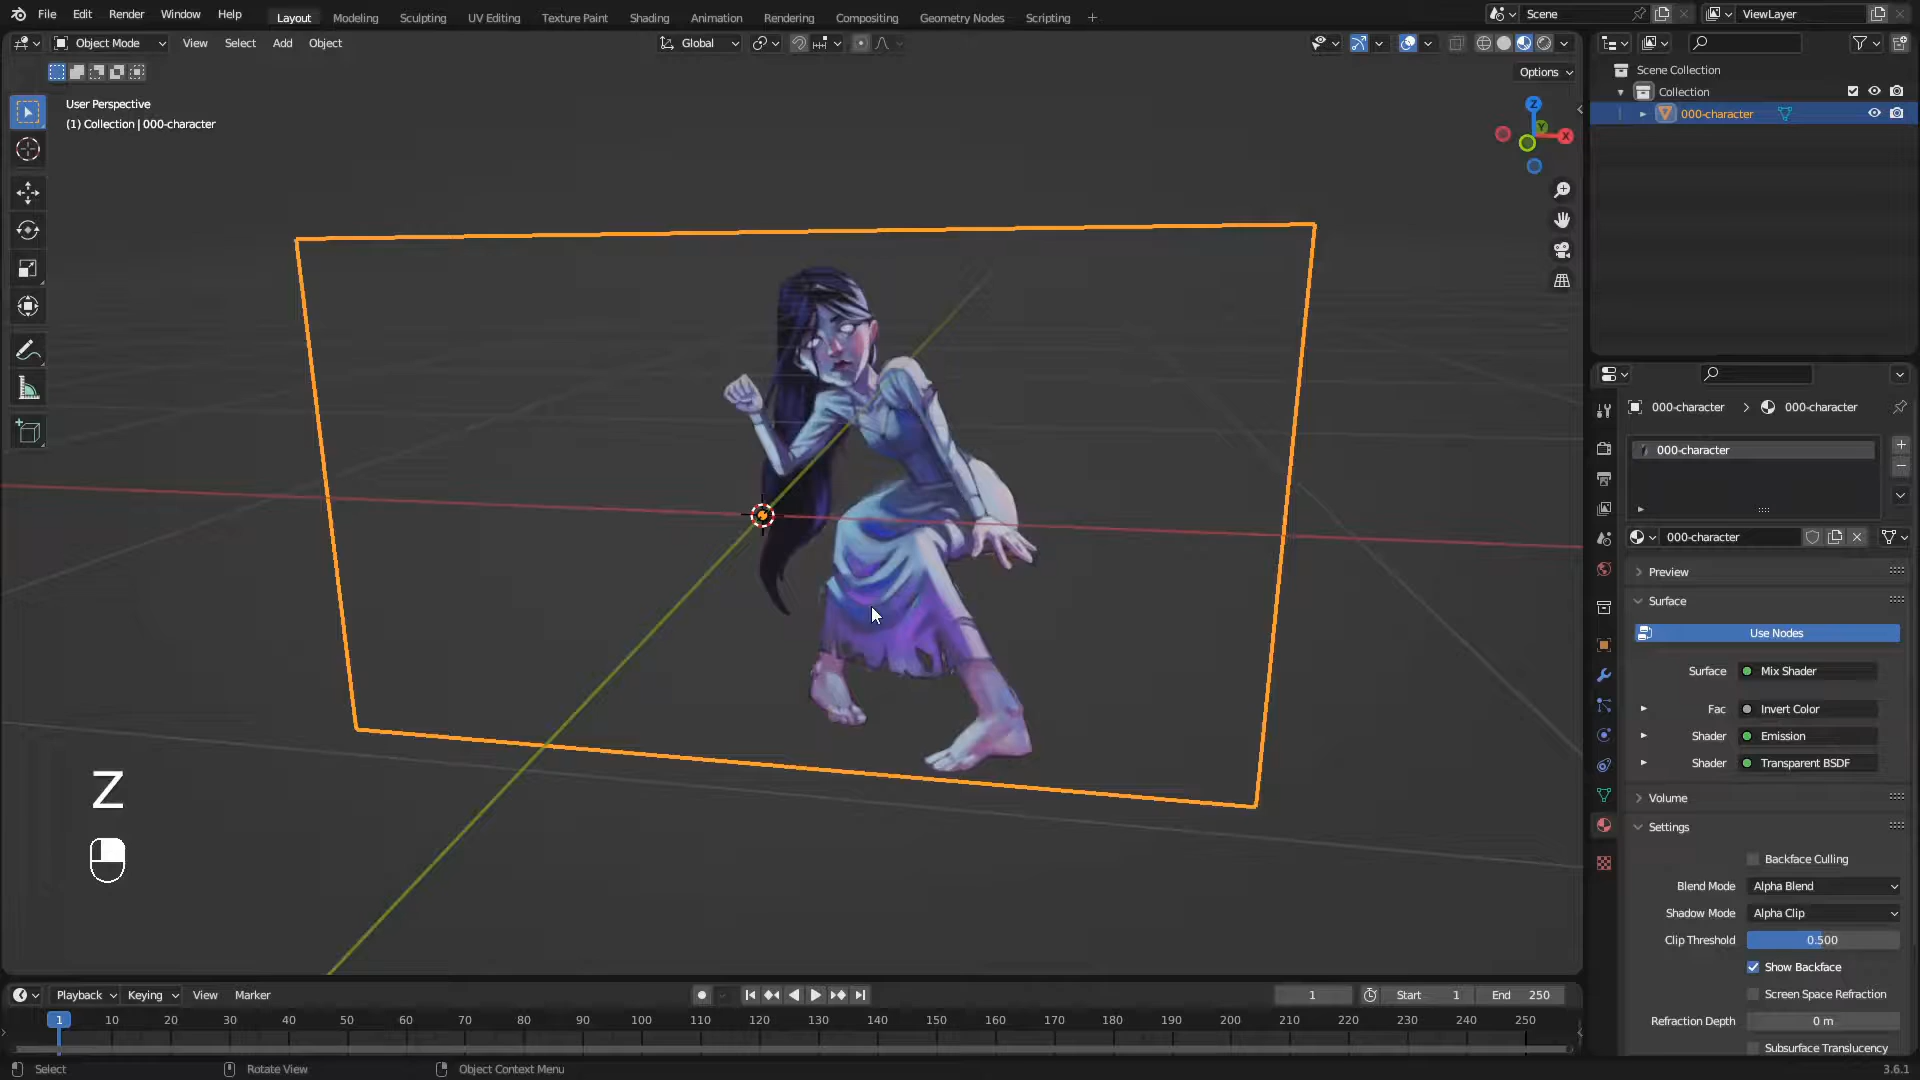 File Edit Render Window Help Layout Modeling Sculpting UV Editing Texture Paint Shading Animation Rendering Compositing Geometry Nodes Scripting + Scene ViewLayer
Object Mode View Select Add Object Global
Options
User Perspective
(1) Collection | 000-character
Scene Collection
Collection
000-character
Z
X
000-character > 000-character
000-character
000-character
Preview
Surface
Use Nodes
Surface Mix Shader
Fac Invert Color
Shader Emission
Shader Transparent BSDF
Volume
Settings
Backface Culling
Blend Mode Alpha Blend
Shadow Mode Alpha Clip
Clip Threshold 0.500
Show Backface
Screen Space Refraction
Refraction Depth 0 m
Subsurface Translucency
Z
Playback Keying View Marker 1 Start 1 End 250
1 10 20 30 40 50 60 70 80 90 100 110 120 130 140 150 160 170 180 190 200 210 220 230 240 250
Select Rotate View Object Context Menu 3.6.1